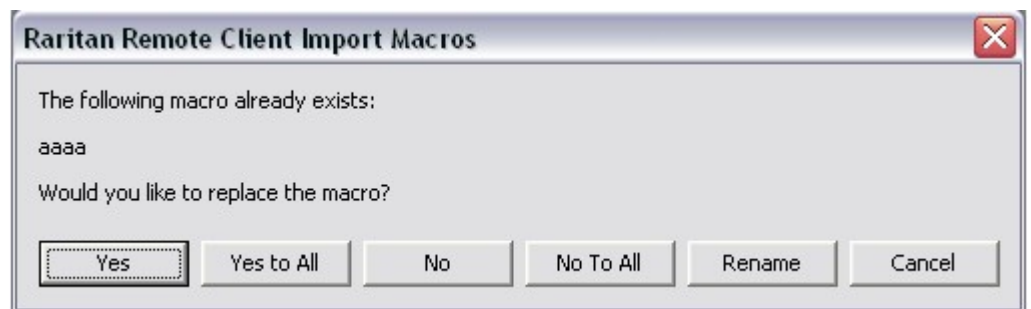 Raritan Remote Client Import Macros
The following macro already exists:
aaaa
Would you like to replace the macro?
Yes Yes to All No No To All Rename Cancel